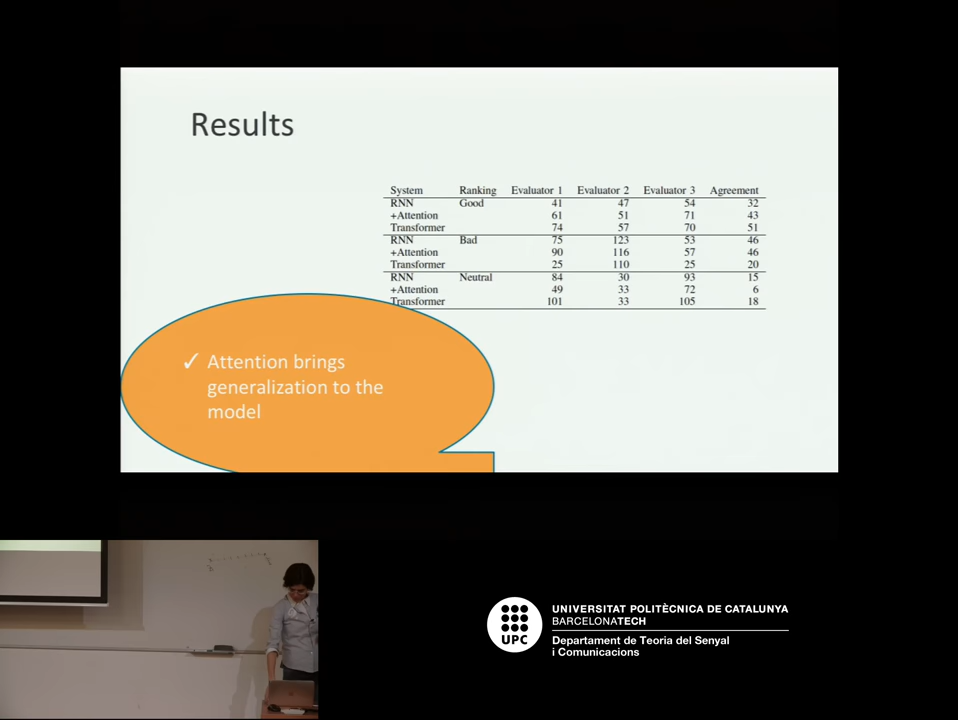 Results
System Ranking Evaluator 1 Evaluator 2 Evaluator 3 Agreement
RNN Good 41 47 54 32
+Attention 61 51 71 43
Transformer 74 57 70 51
RNN Bad 75 123 53 46
+Attention 90 116 57 46
Transformer 25 110 25 20
RNN Neutral 84 30 93 15
+Attention 49 33 72 6
Transformer 101 33 105 18
✓ Attention brings
generalization to the
model
UPC
UNIVERSITAT POLITÈCNICA DE CATALUNYA
BARCELONATECH
Departament de Teoria del Senyal
i Comunicacions